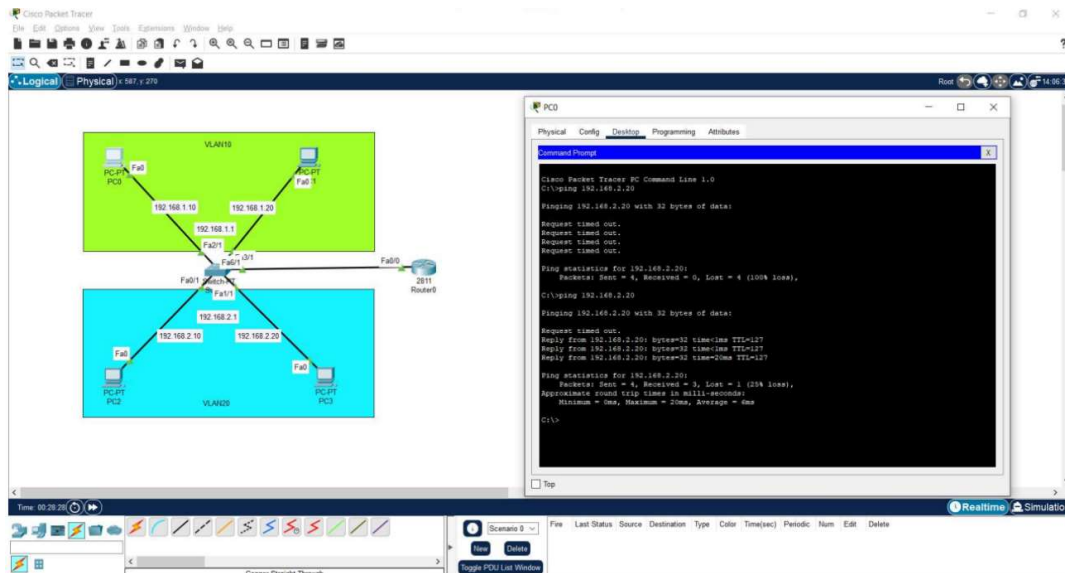 Cisco Packet Tracer
File Edit Options View Tools Extensions Window Help
?
Logical Physical x: 587, y: 270
Root
14:06:3
VLAN10
PC-PT
PC0
Fa0
PC-PT
Fa0
192.168.1.10
192.168.1.20
192.168.1.1
Fa2/1
Fa6/1
Fa0/1
Fa1/1
Fa0/0
2811
Router0
192.168.2.1
192.168.2.10
192.168.2.20
Fa0
Fa0
PC-PT
PC2
PC-PT
PC3
VLAN20
PC0
Physical Config Desktop Programming Attributes
Command Prompt
X
Cisco Packet Tracer PC Command Line 1.0
C:\>ping 192.168.2.20
Pinging 192.168.2.20 with 32 bytes of data:
Request timed out.
Request timed out.
Request timed out.
Request timed out.
Ping statistics for 192.168.2.20:
Packets: Sent = 4, Received = 0, Lost = 4 (100% loss),
C:\>ping 192.168.2.20
Pinging 192.168.2.20 with 32 bytes of data:
Request timed out.
Reply from 192.168.2.20: bytes=32 time<1ms TTL=127
Reply from 192.168.2.20: bytes=32 time<1ms TTL=127
Reply from 192.168.2.20: bytes=32 time=20ms TTL=127
Ping statistics for 192.168.2.20:
Packets: Sent = 4, Received = 3, Lost = 1 (25% loss),
Approximate round trip times in milli-seconds:
Minimum = 0ms, Maximum = 20ms, Average = 6ms
C:\>
Top
Time: 00:28:28
Realtime Simulatio
Scenario 0
New Delete
Toggle PDU List Window
Fire Last Status Source Destination Type Color Time(sec) Periodic Num Edit Delete